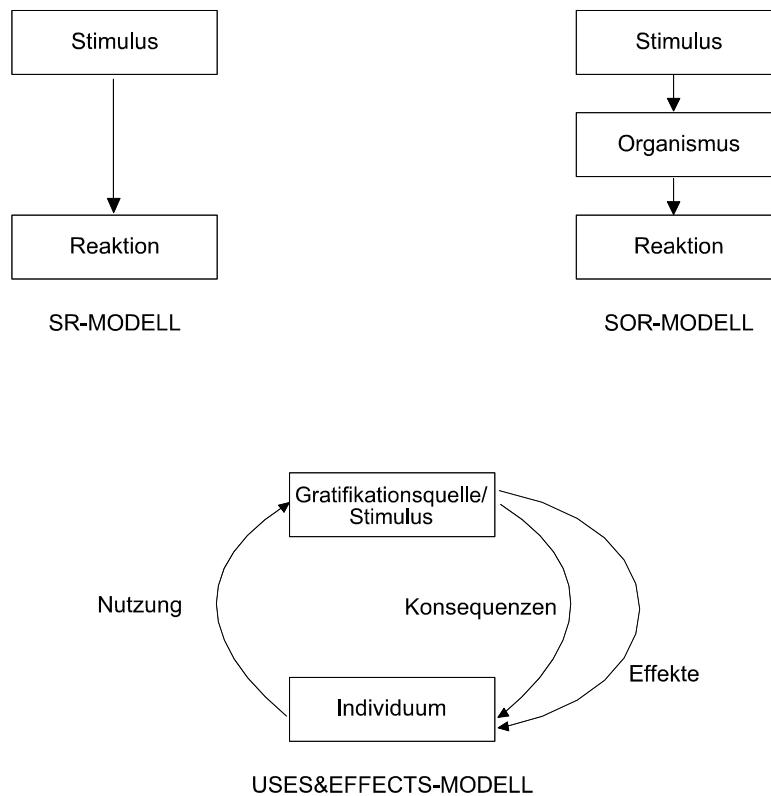 Stimulus
Reaktion
SR-MODELL
Stimulus
Organismus
Reaktion
SOR-MODELL
Gratifikationsquelle/
Stimulus
Nutzung
Konsequenzen
Effekte
Individuum
USES&EFFECTS-MODELL